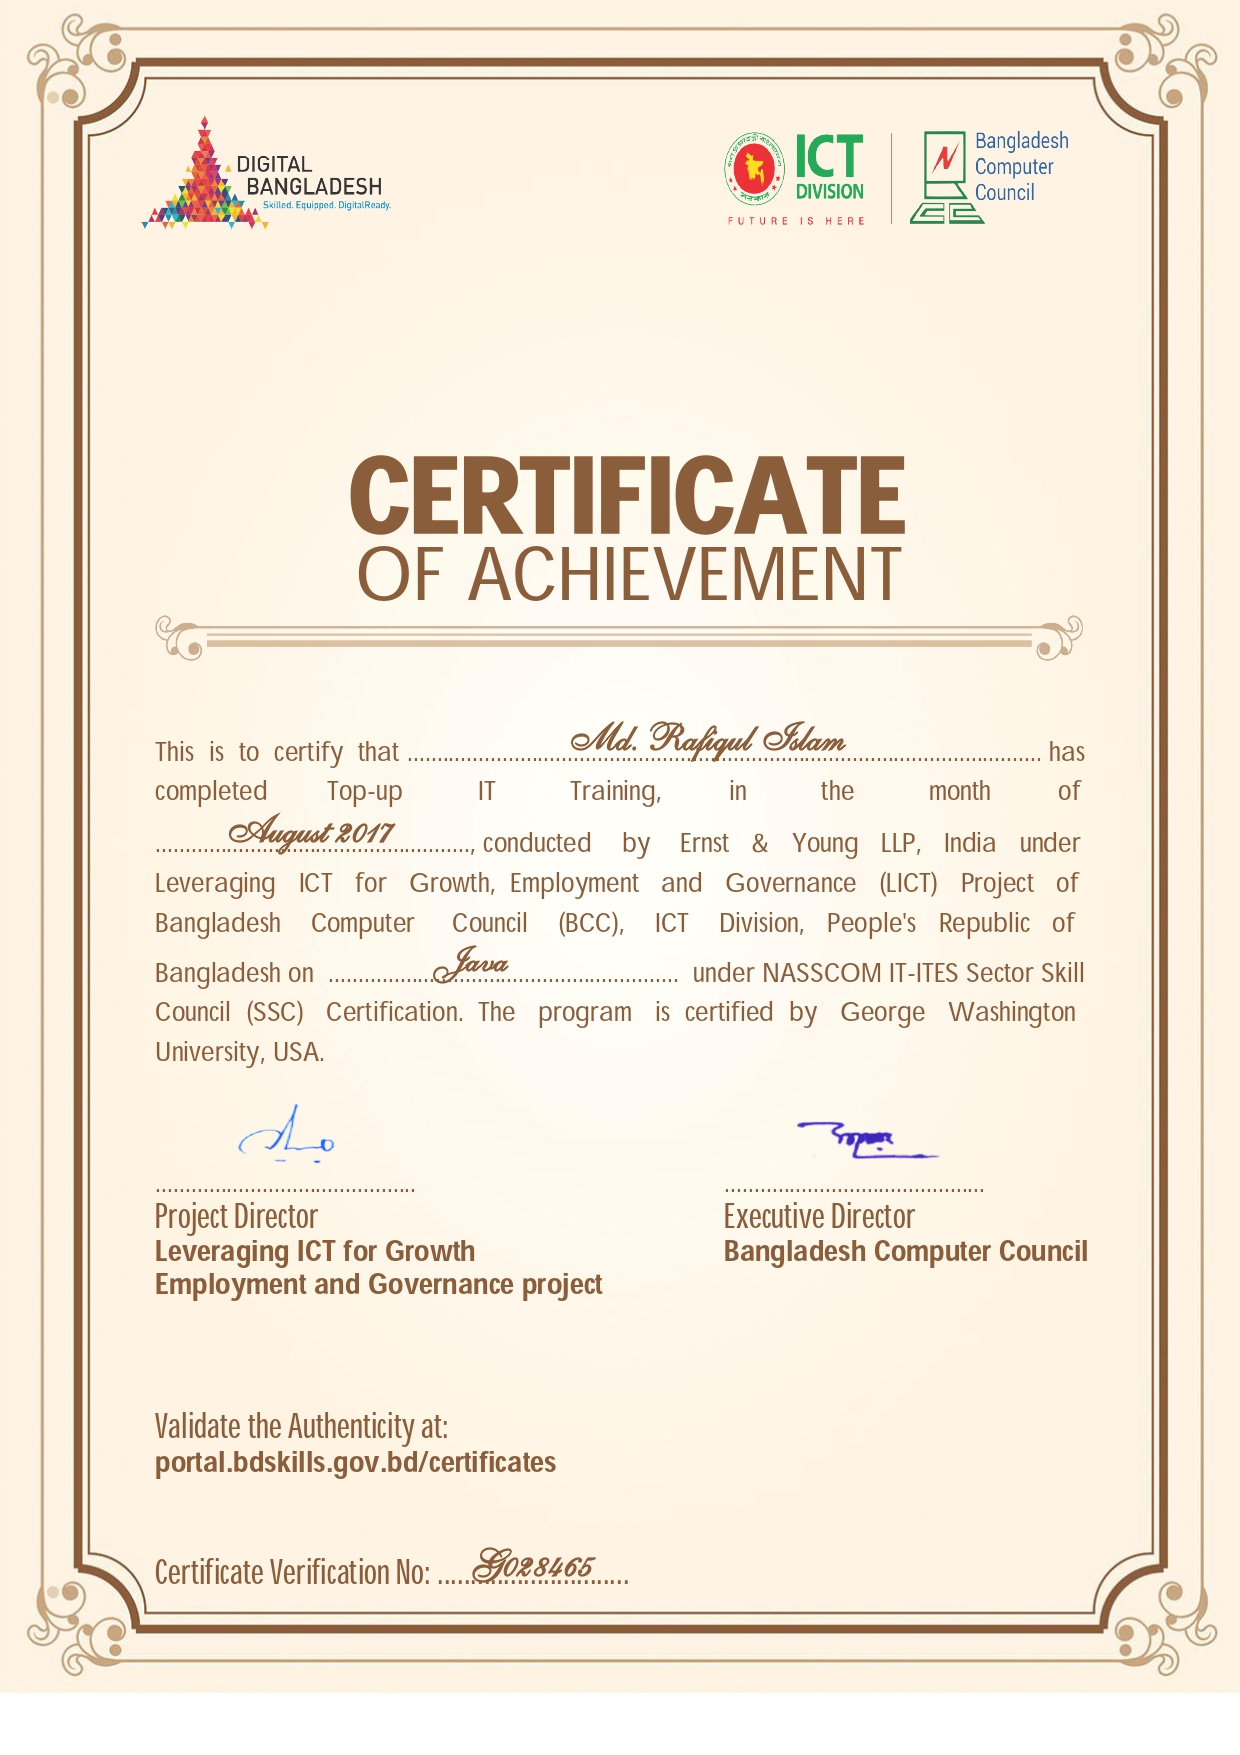 DIGITAL
BANGLADESH
Skilled. Equipped. DigitalReady.
ICT
DIVISION
FUTURE IS HERE
Bangladesh
Computer
Council
CERTIFICATE
OF ACHIEVEMENT
This is to certify that Md. Rafiqul Islam has
completed Top-up IT Training, in the month of
August 2017, conducted by Ernst & Young LLP, India under
Leveraging ICT for Growth, Employment and Governance (LICT) Project of
Bangladesh Computer Council (BCC), ICT Division, People's Republic of
Bangladesh on Java under NASSCOM IT-ITES Sector Skill
Council (SSC) Certification. The program is certified by George Washington
University, USA.
Project Director
Leveraging ICT for Growth
Employment and Governance project
Executive Director
Bangladesh Computer Council
Validate the Authenticity at:
portal.bdskills.gov.bd/certificates
Certificate Verification No: G028465